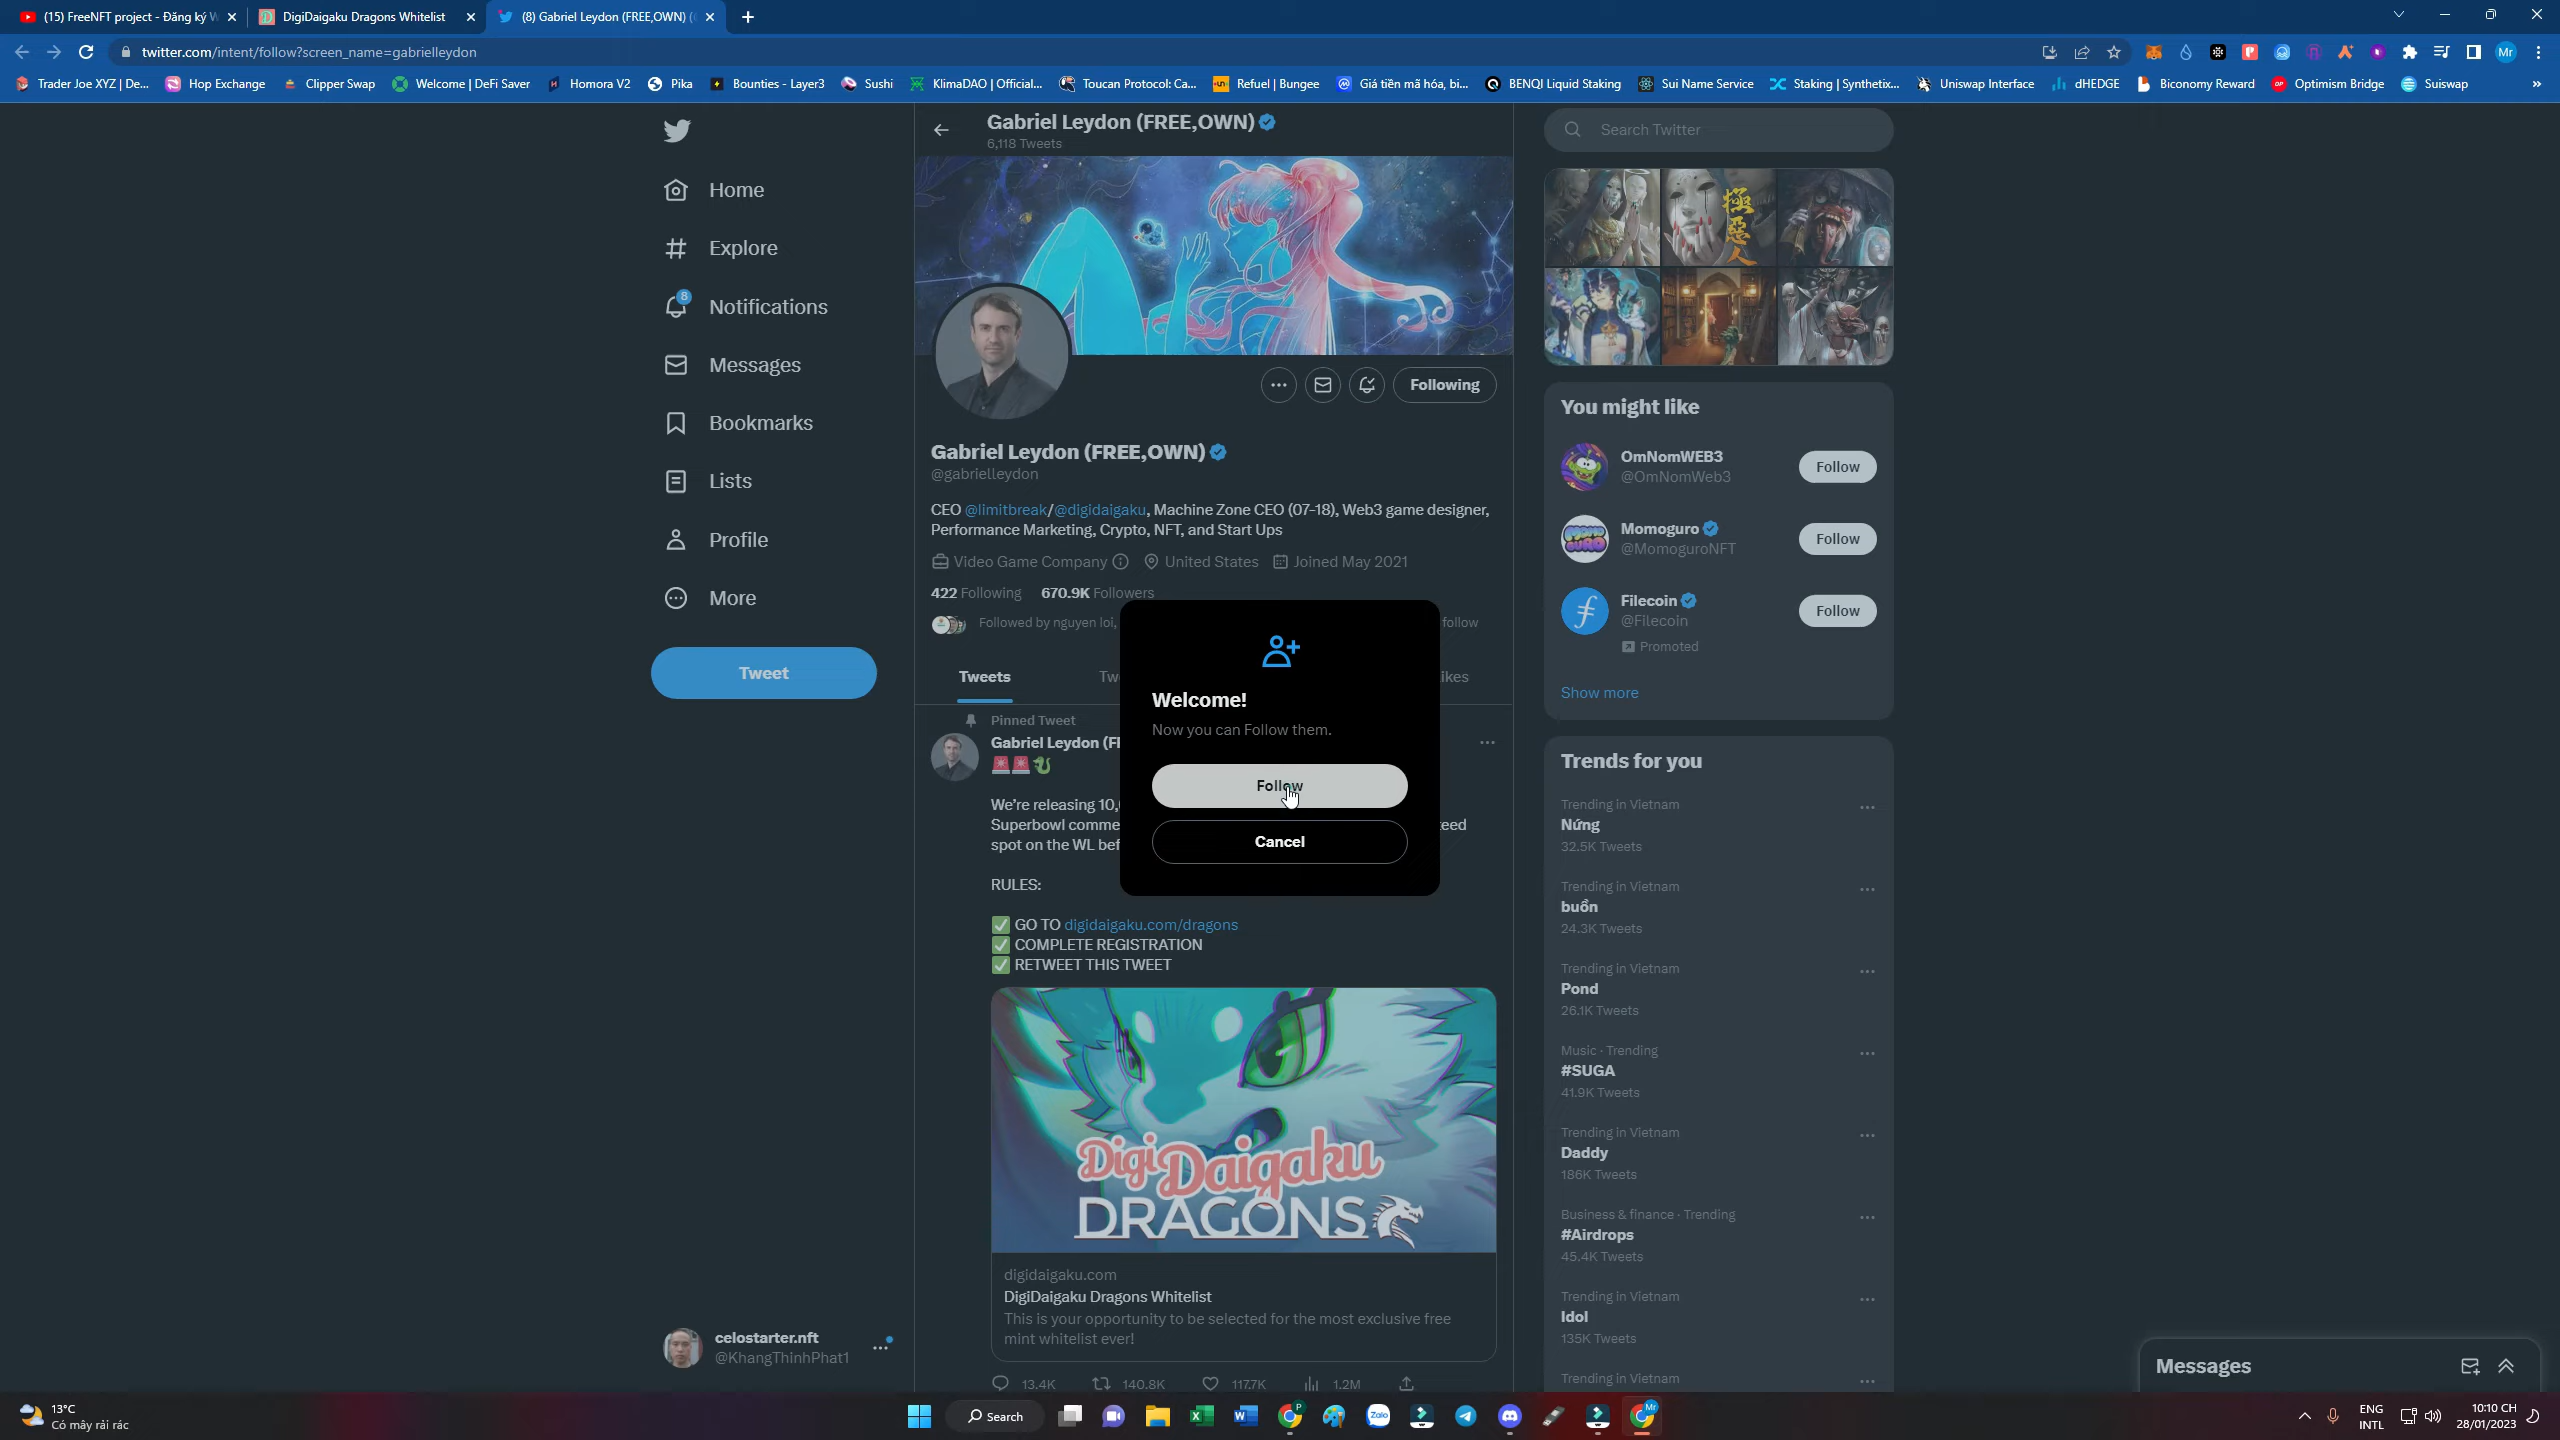 (15) FreeNFT project - Đăng ký W
DigiDaigaku Dragons Whitelist
(8) Gabriel Leydon (FREE,OWN) (
twitter.com/intent/follow?screen_name=gabrielleydon
Mr
Trader Joe XYZ | De...
Hop Exchange
Clipper Swap
Welcome | DeFi Saver
Homora V2
Pika
Bounties - Layer3
Sushi
KlimaDAO | Official...
Toucan Protocol: Ca...
Refuel | Bungee
Giá tiền mã hóa, bi...
BENQI Liquid Staking
Sui Name Service
Staking | Synthetix...
Uniswap Interface
dHEDGE
Biconomy Reward
Optimism Bridge
Suiswap
Home
Explore
8
Notifications
Messages
Bookmarks
Lists
Profile
More
Tweet
celostarter.nft
@KhangThinhPhat1
Gabriel Leydon (FREE,OWN)
6,118 Tweets
Following
Gabriel Leydon (FREE,OWN)
@gabrielleydon
CEO @limitbreak/@digidaigaku, Machine Zone CEO (07-18), Web3 game designer,
Performance Marketing, Crypto, NFT, and Start Ups
Video Game Company
United States
Joined May 2021
422 Following 670.9K Followers
Followed by nguyen loi,
follow
Tweets
Tw
ikes
Pinned Tweet
Gabriel Leydon (F
We're releasing 10,
Superbowl comme
eed
spot on the WL bef
RULES:
GO TO digidaigaku.com/dragons
COMPLETE REGISTRATION
RETWEET THIS TWEET
Digi Daigaku
DRAGONS
digidaigaku.com
DigiDaigaku Dragons Whitelist
This is your opportunity to be selected for the most exclusive free
mint whitelist ever!
13.4K
140.8K
117.7K
1.2M
Welcome!
Now you can Follow them.
Follow
Cancel
Search Twitter
極惡人
You might like
OmNomWEB3
@OmNomWeb3
Follow
Momoguro
@MomoguroNFT
Follow
Filecoin
@Filecoin
Follow
Promoted
Show more
Trends for you
Trending in Vietnam
Nứng
32.5K Tweets
Trending in Vietnam
buồn
24.3K Tweets
Trending in Vietnam
Pond
26.1K Tweets
Music · Trending
#SUGA
41.9K Tweets
Trending in Vietnam
Daddy
186K Tweets
Business & finance · Trending
#Airdrops
45.4K Tweets
Trending in Vietnam
Idol
135K Tweets
Trending in Vietnam
Messages
13°C
Có mây rải rác
Search
Zalo
Mr
ENG
INTL
10:10 CH
28/01/2023